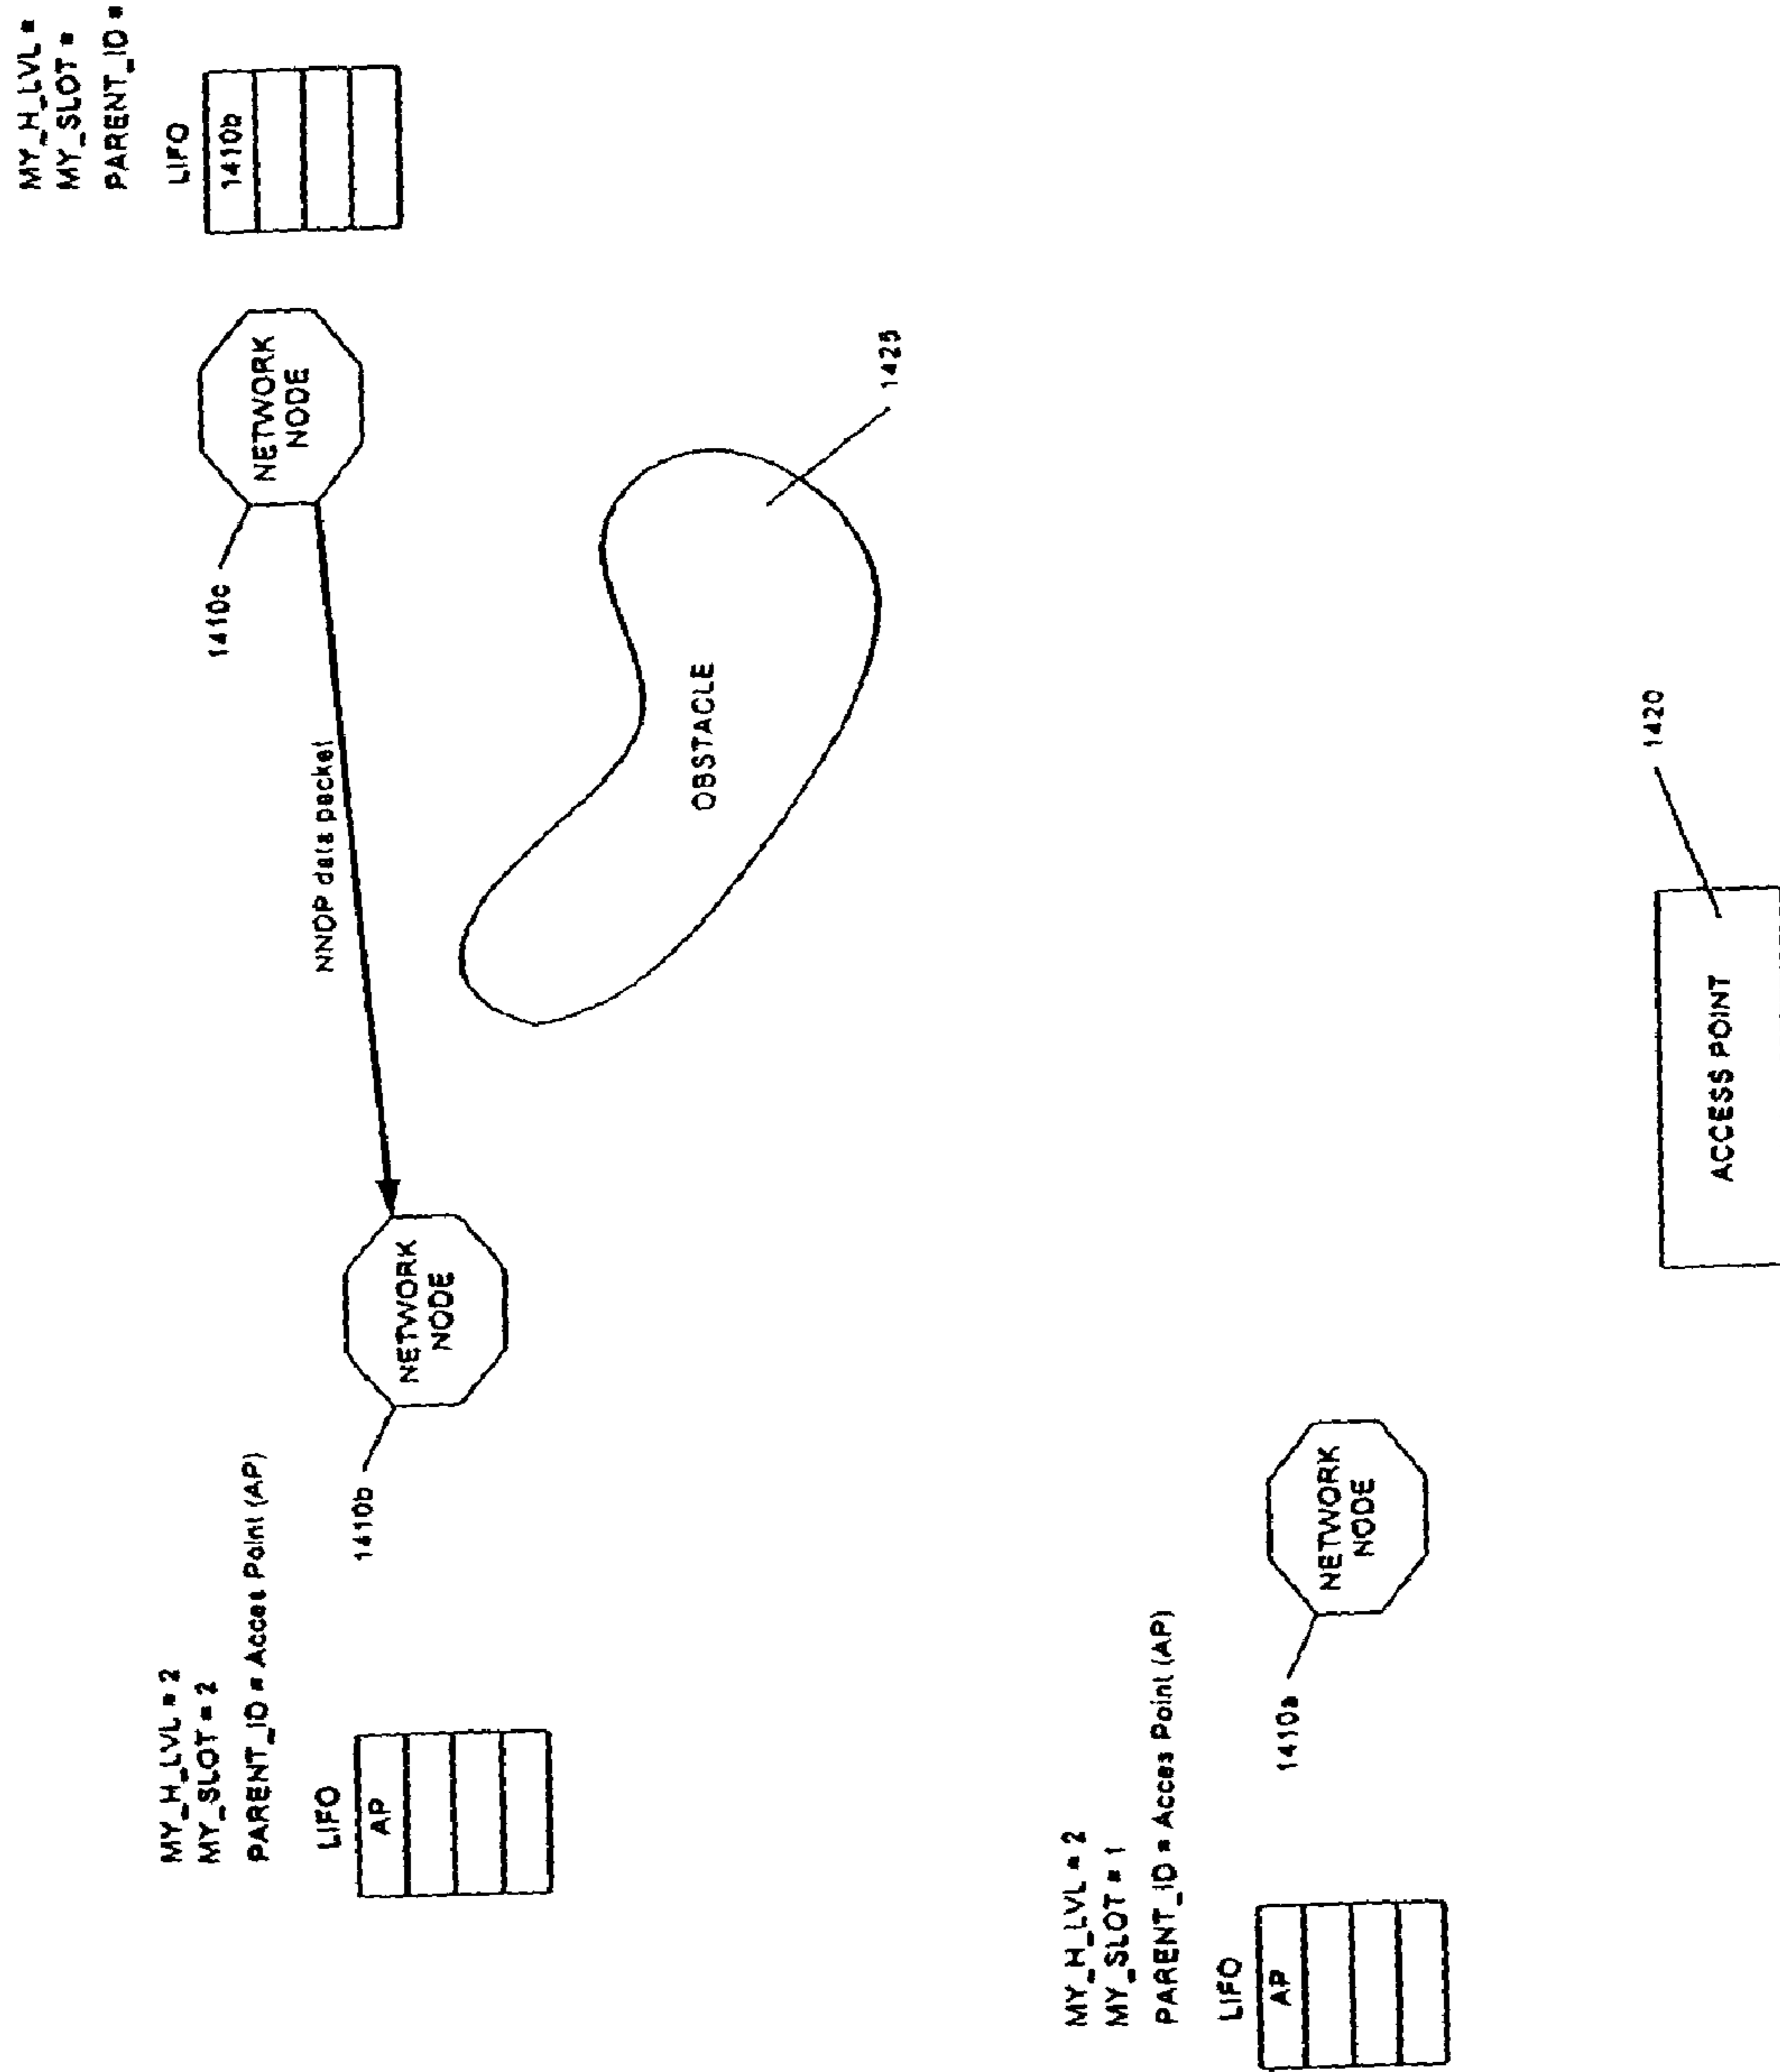 MY_H_LVL =
MY_SLOT =
PARENT_ID =
LIFO
1410b
MY_H_LVL = 2
MY_SLOT = 2
PARENT_ID = Acces Point (AP)
LIFO
AP
1410b
NETWORK
NODE
NNDP data packet
1410c
NETWORK
NODE
OBSTACLE
1425
MY_H_LVL = 2
MY_SLOT = 1
PARENT_ID = Acces Point (AP)
LIFO
AP
1410a
NETWORK
NODE
1420
ACCESS POINT